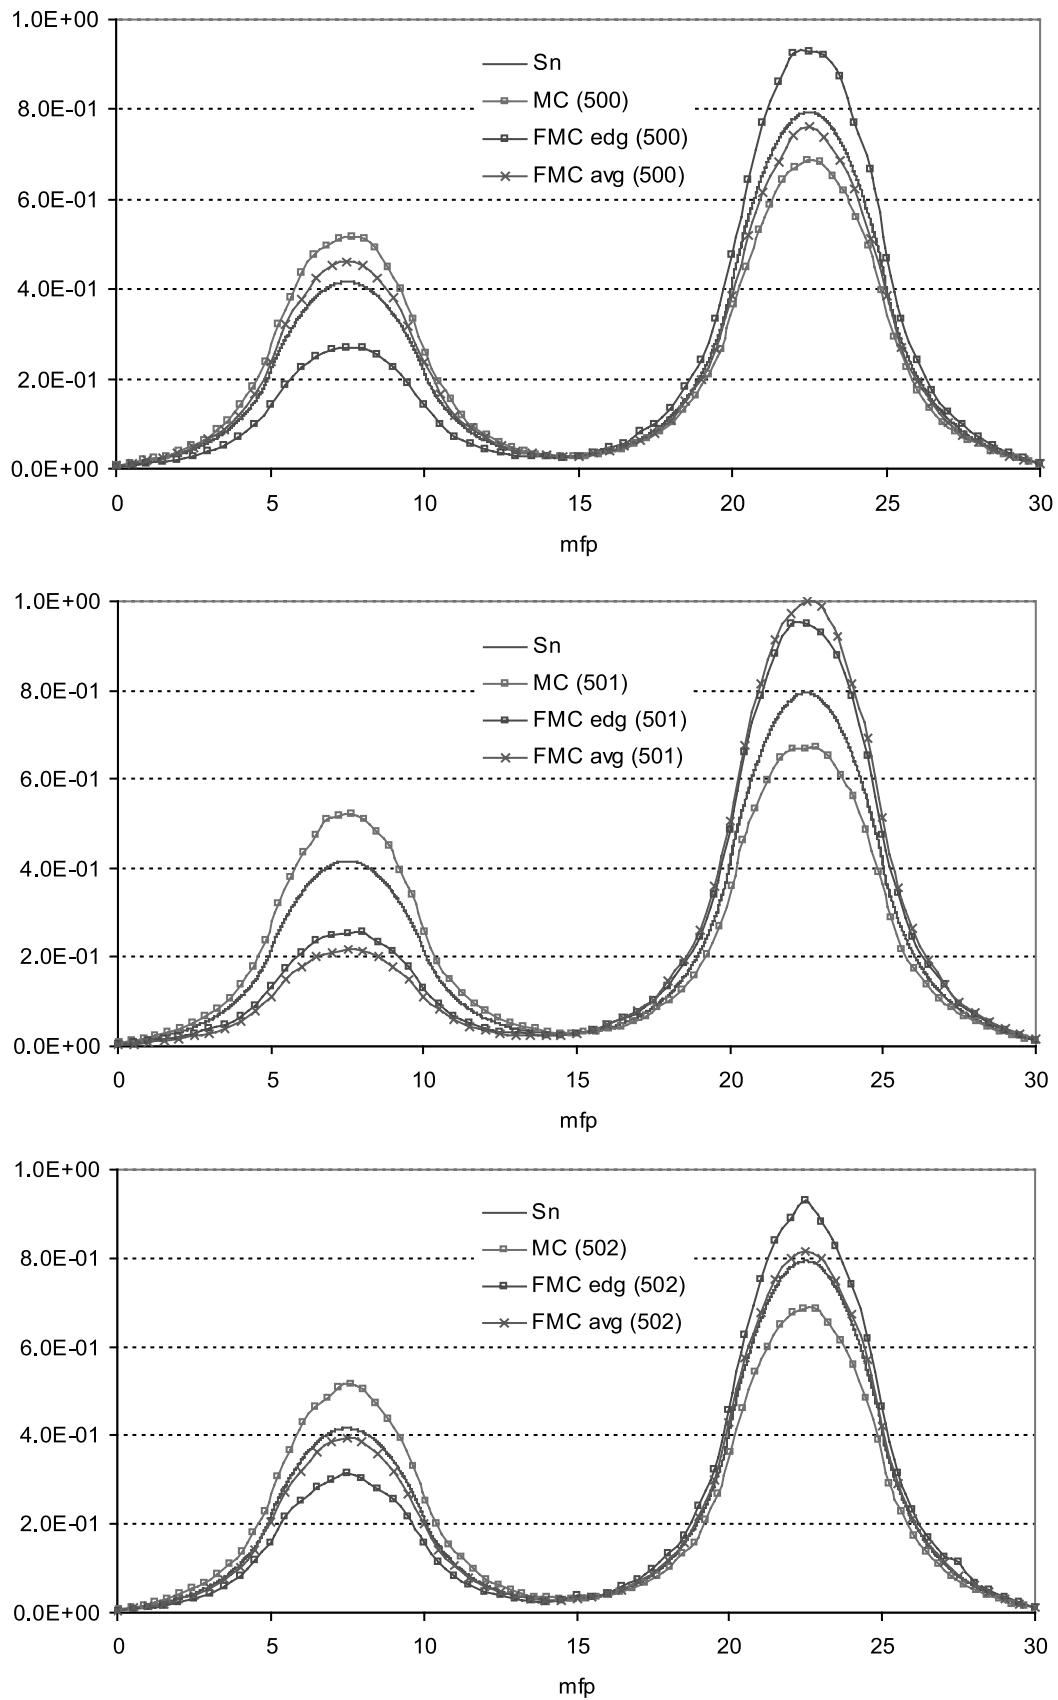 1.0E+00
8.0E−01
6.0E−01
4.0E−01
2.0E−01
0.0E+00
Sn
MC (500)
FMC edg (500)
FMC avg (500)
0 5 10 15 20 25 30
mfp
1.0E+00
8.0E−01
6.0E−01
4.0E−01
2.0E−01
0.0E+00
Sn
MC (501)
FMC edg (501)
FMC avg (501)
0 5 10 15 20 25 30
mfp
1.0E+00
8.0E−01
6.0E−01
4.0E−01
2.0E−01
0.0E+00
Sn
MC (502)
FMC edg (502)
FMC avg (502)
0 5 10 15 20 25 30
mfp